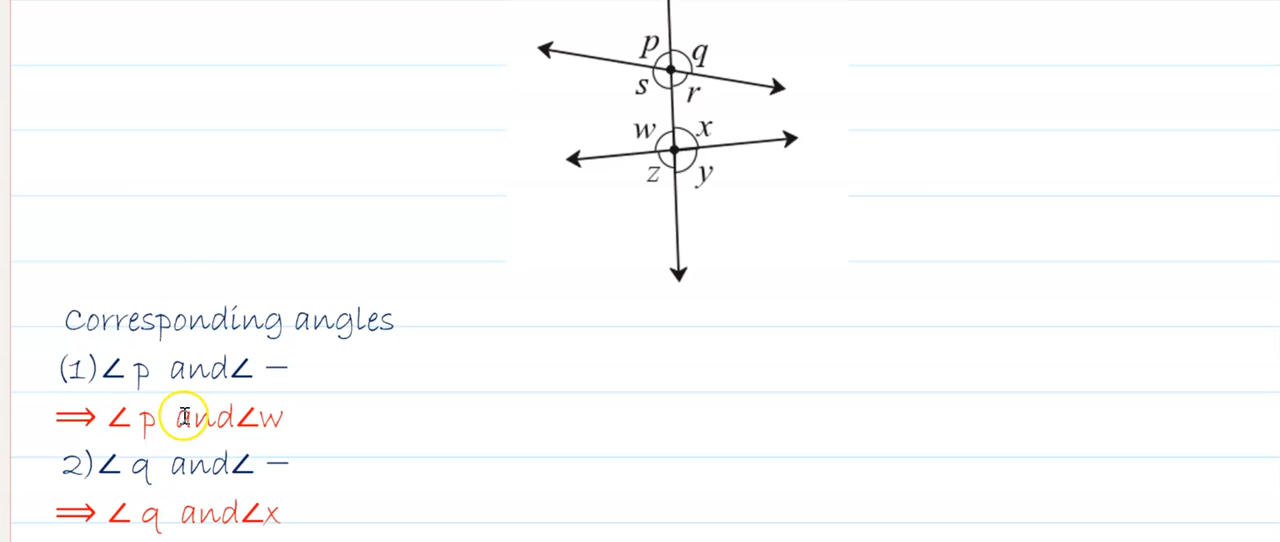 p q
s r
w x
z y
Corresponding angles
(1)∠p and∠ —
⟹ ∠p and∠w
2)∠q and∠ —
⟹ ∠q and∠x